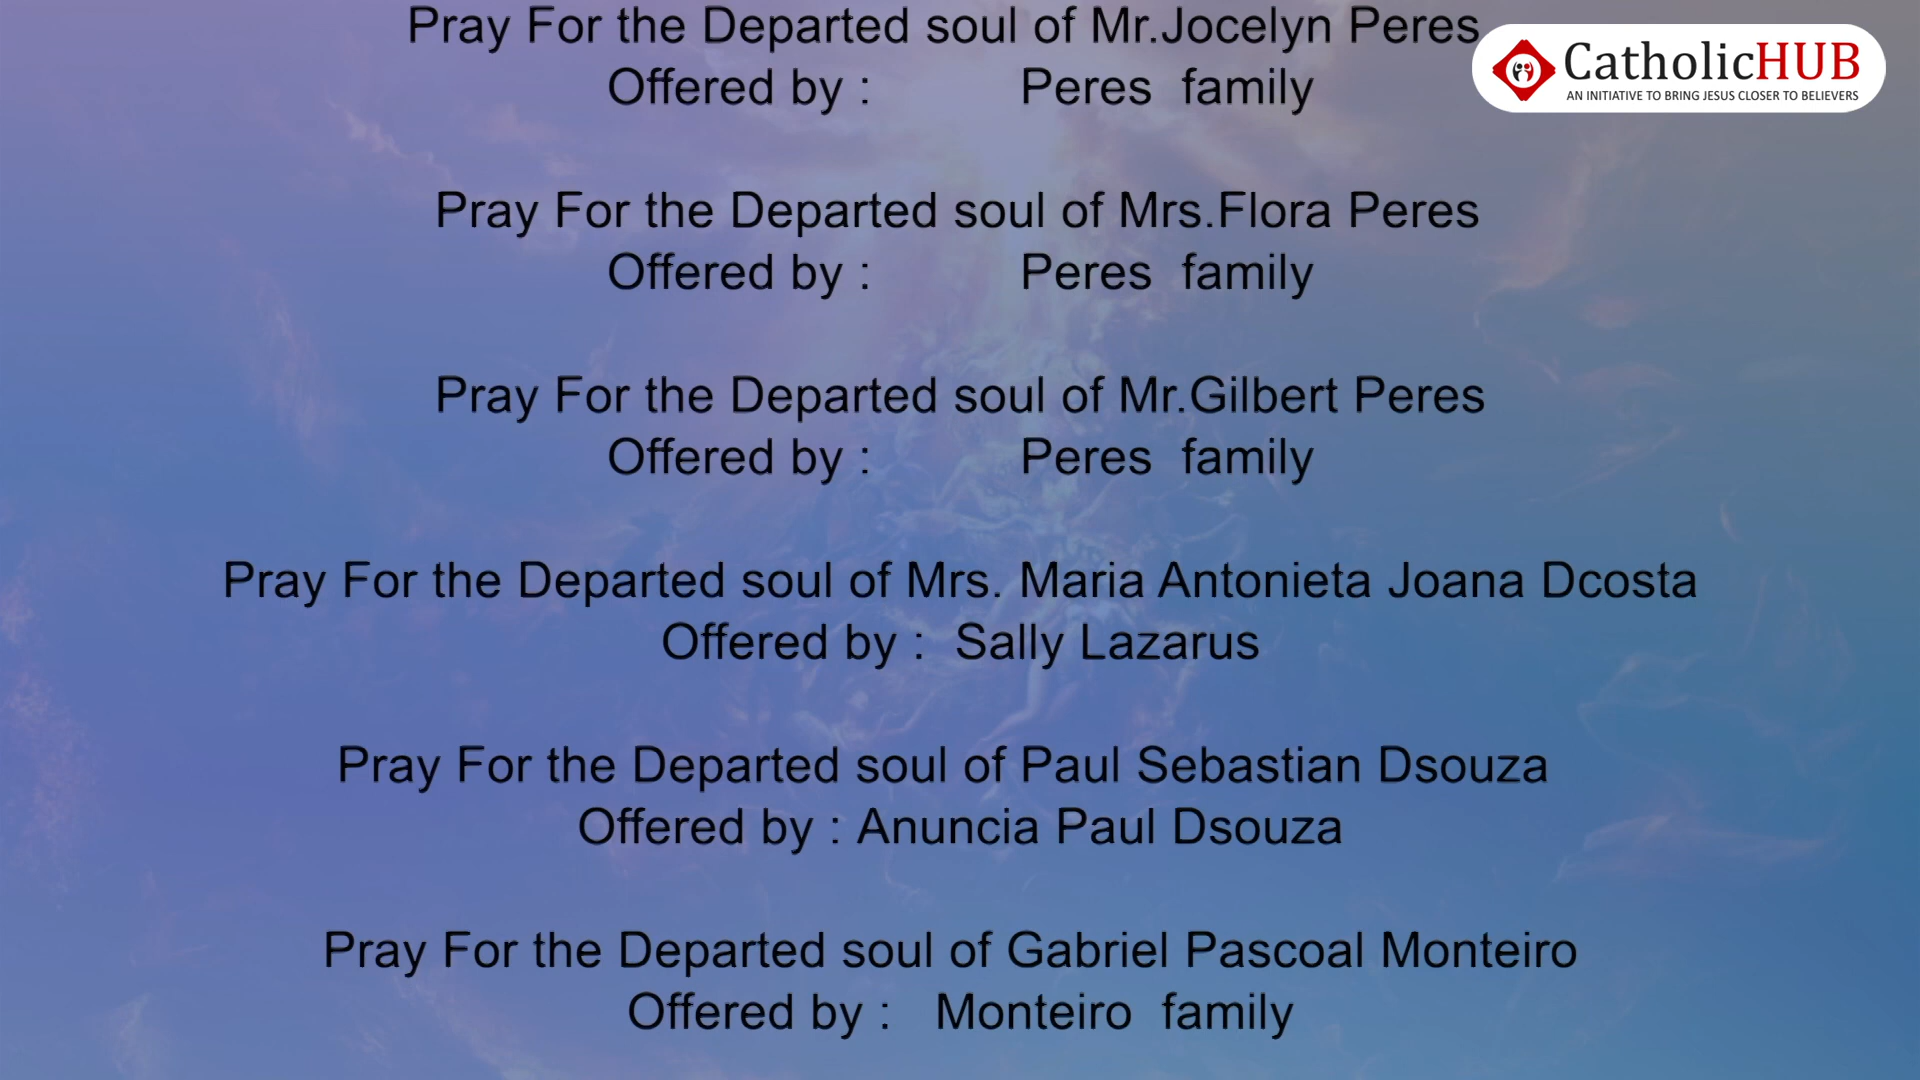 Pray For the Departed soul of Mr.Jocelyn Peres
Offered by : Peres family
CatholicHUB
AN INITIATIVE TO BRING JESUS CLOSER TO BELIEVERS
Pray For the Departed soul of Mrs.Flora Peres
Offered by : Peres family
Pray For the Departed soul of Mr.Gilbert Peres
Offered by : Peres family
Pray For the Departed soul of Mrs. Maria Antonieta Joana Dcosta
Offered by : Sally Lazarus
Pray For the Departed soul of Paul Sebastian Dsouza
Offered by : Anuncia Paul Dsouza
Pray For the Departed soul of Gabriel Pascoal Monteiro
Offered by : Monteiro family